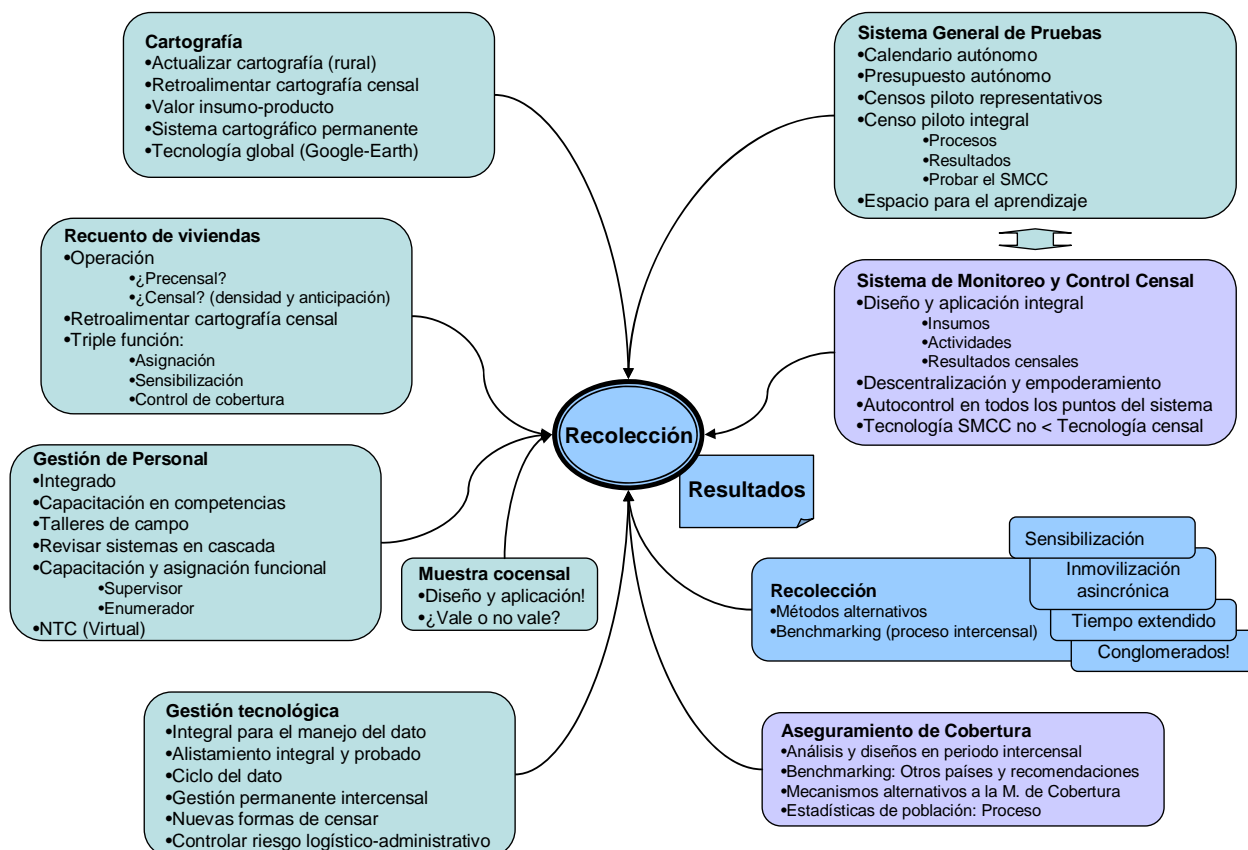 Cartografía
•Actualizar cartografía (rural)
•Retroalimentar cartografía censal
•Valor insumo-producto
•Sistema cartográfico permanente
•Tecnología global (Google-Earth)
Sistema General de Pruebas
•Calendario autónomo
•Presupuesto autónomo
•Censos piloto representativos
•Censo piloto integral
•Procesos
•Resultados
•Probar el SMCC
•Espacio para el aprendizaje
Recuento de viviendas
•Operación
•¿Precensal?
•¿Censal? (densidad y anticipación)
•Retroalimentar cartografía censal
•Triple función:
•Asignación
•Sensibilización
•Control de cobertura
Sistema de Monitoreo y Control Censal
•Diseño y aplicación integral
•Insumos
•Actividades
•Resultados censales
•Descentralización y empoderamiento
•Autocontrol en todos los puntos del sistema
•Tecnología SMCC no < Tecnología censal
Recolección
Resultados
Gestión de Personal
•Integrado
•Capacitación en competencias
•Talleres de campo
•Revisar sistemas en cascada
•Capacitación y asignación funcional
•Supervisor
•Enumerador
•NTC (Virtual)
Muestra cocensal
•Diseño y aplicación!
•¿Vale o no vale?
Recolección
•Métodos alternativos
•Benchmarking (proceso intercensal)
Sensibilización
Inmovilización
asincrónica
Tiempo extendido
Conglomerados!
Gestión tecnológica
•Integral para el manejo del dato
•Alistamiento integral y probado
•Ciclo del dato
•Gestión permanente intercensal
•Nuevas formas de censar
•Controlar riesgo logístico-administrativo
Aseguramiento de Cobertura
•Análisis y diseños en periodo intercensal
•Benchmarking: Otros países y recomendaciones
•Mecanismos alternativos a la M. de Cobertura
•Estadísticas de población: Proceso